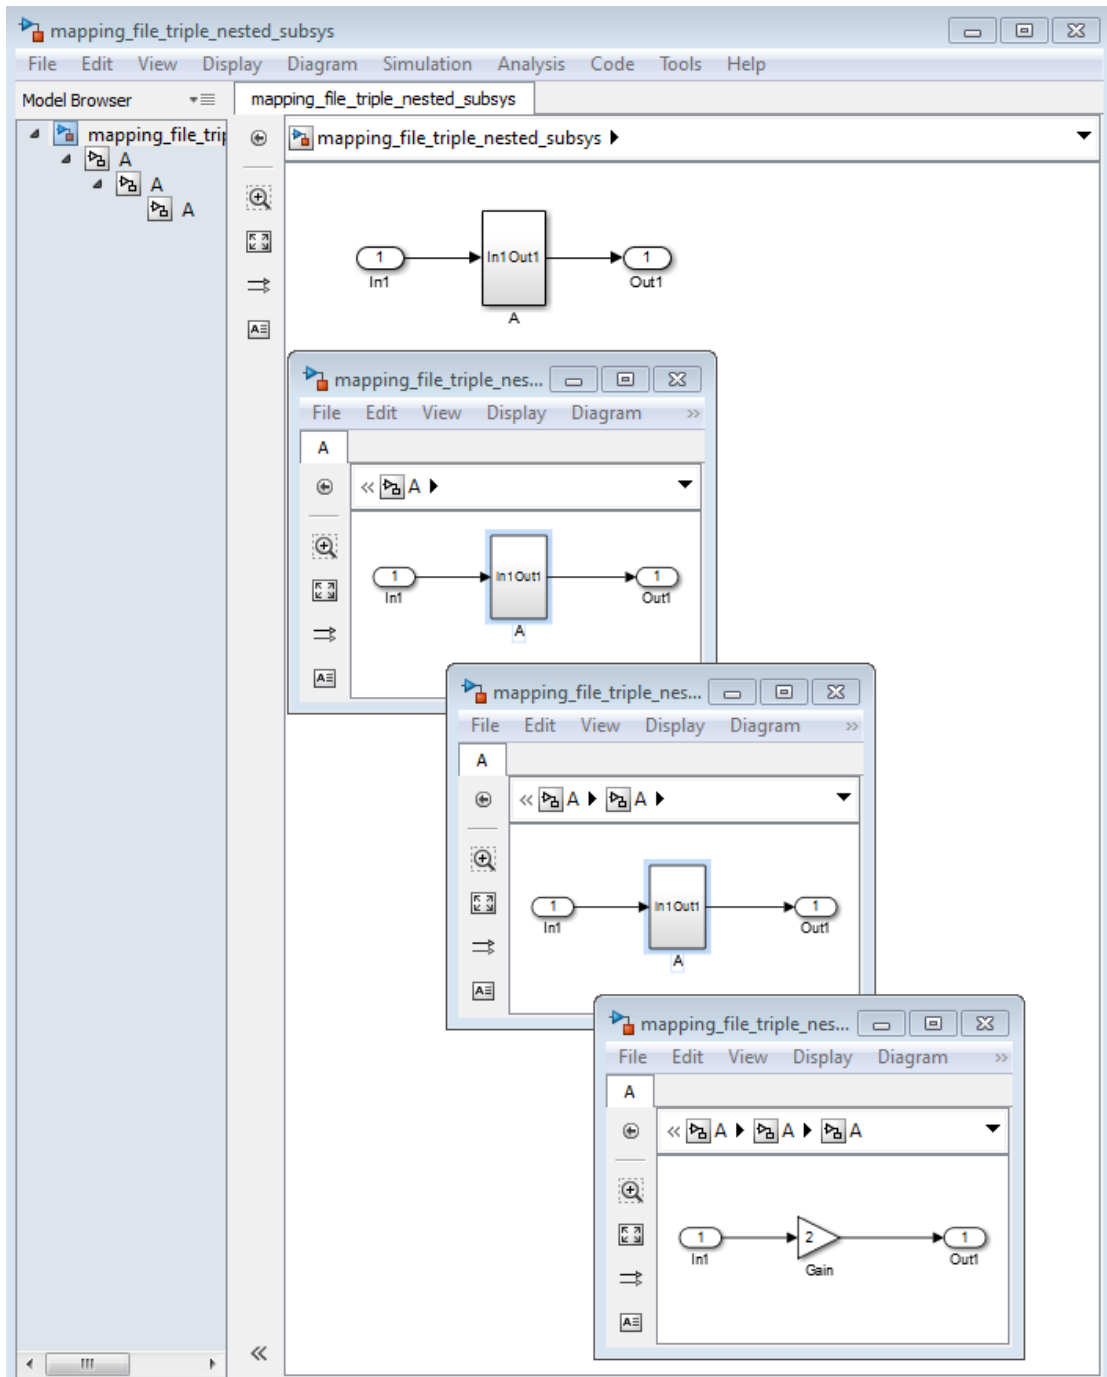 mapping_file_triple_nested_subsys
File Edit View Display Diagram Simulation Analysis Code Tools Help
Model Browser
mapping_file_triple_nested_subsys
mapping_file_trip
A
A
A
mapping_file_triple_nested_subsys
1
In1
In1 Out1
A
1
Out1
mapping_file_triple_nes...
File Edit View Display Diagram »
A
« A
1
In1
In1 Out1
A
1
Out1
mapping_file_triple_nes...
File Edit View Display Diagram »
A
« A A
1
In1
In1 Out1
A
1
Out1
mapping_file_triple_nes...
File Edit View Display Diagram »
A
« A A A
1
In1
2
Gain
1
Out1